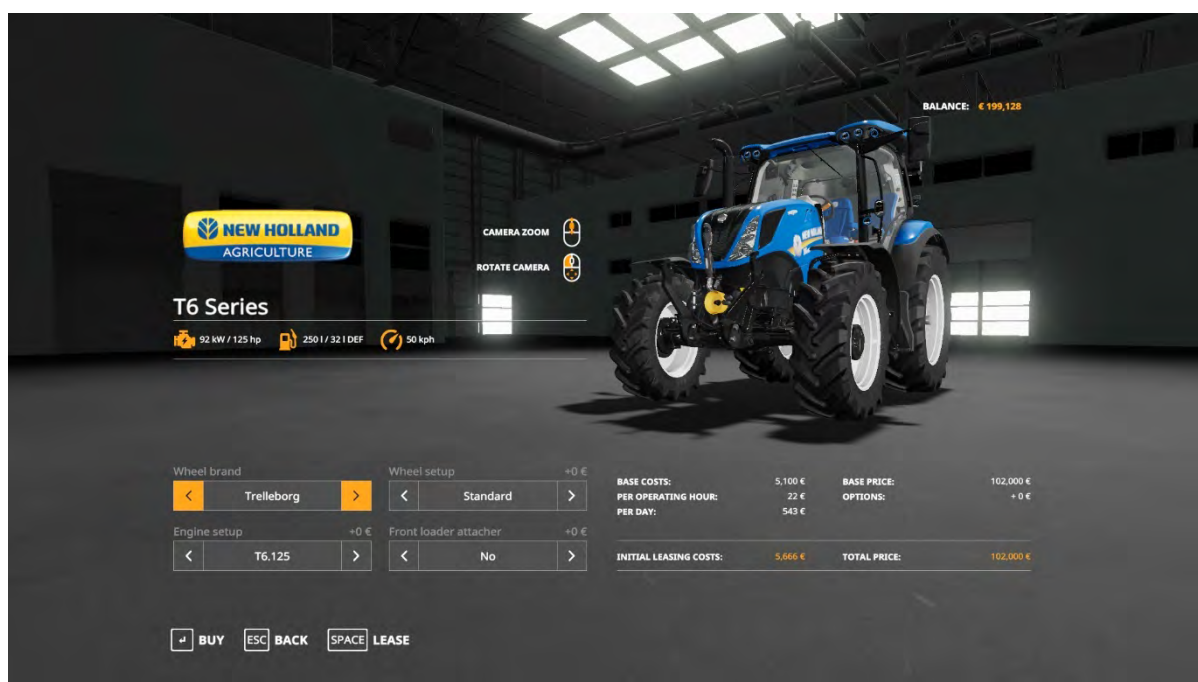 BALANCE: € 199,128
NEW HOLLAND
AGRICULTURE
CAMERA ZOOM
ROTATE CAMERA
T6 Series
92 kW / 125 hp 250 l / 32 l DEF 50 kph
Wheel brand Wheel setup +0 €
< Trelleborg > < Standard >
Engine setup +0 € Front loader attacher +0 €
< T6.125 > < No >
BASE COSTS: 5,100 € BASE PRICE: 102,000 €
PER OPERATING HOUR: 22 € OPTIONS: + 0 €
PER DAY: 543 €
INITIAL LEASING COSTS: 5,666 € TOTAL PRICE: 102,000 €
↵ BUY ESC BACK SPACE LEASE